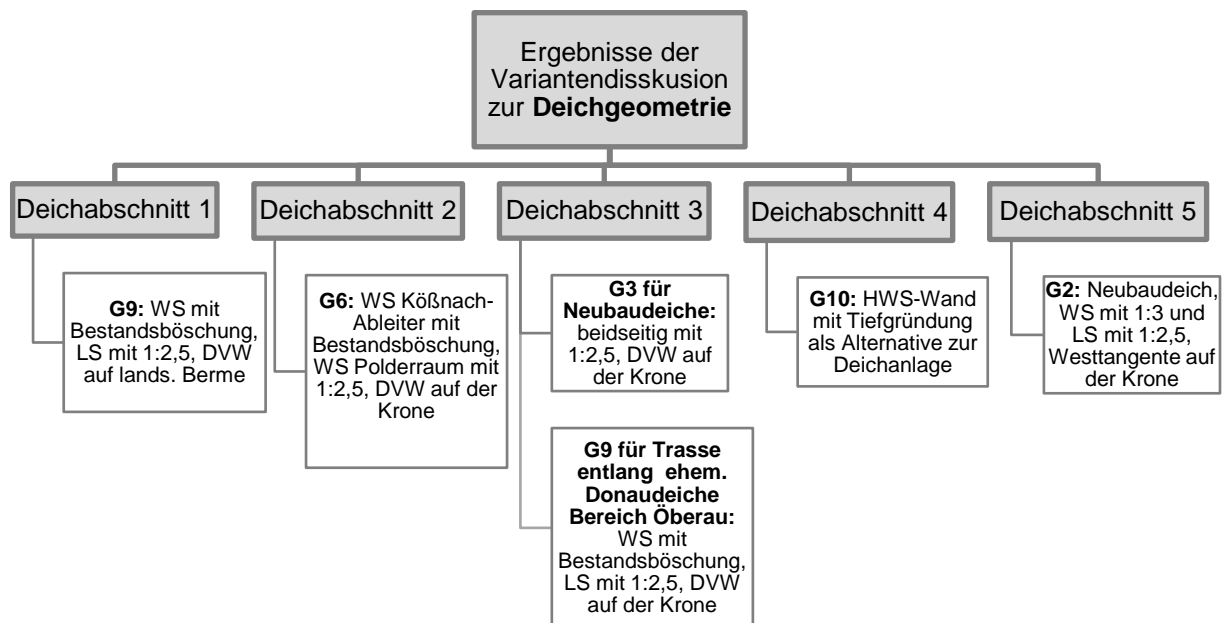 Ergebnisse der
Variantendisskusion
zur Deichgeometrie
Deichabschnitt 1
Deichabschnitt 2
Deichabschnitt 3
Deichabschnitt 4
Deichabschnitt 5
G9: WS mit
Bestandsböschung,
LS mit 1:2,5, DVW
auf lands. Berme
G6: WS Kößnach-
Ableiter mit
Bestandsböschung,
WS Polderraum mit
1:2,5, DVW auf der
Krone
G3 für
Neubaudeiche:
beidseitig mit
1:2,5, DVW auf
der Krone
G9 für Trasse
entlang ehem.
Donaudeiche
Bereich Öberau:
WS mit
Bestandsböschung,
LS mit 1:2,5, DVW
auf der Krone
G10: HWS-Wand
mit Tiefgründung
als Alternative zur
Deichanlage
G2: Neubaudeich,
WS mit 1:3 und
LS mit 1:2,5,
Westtangente auf
der Krone